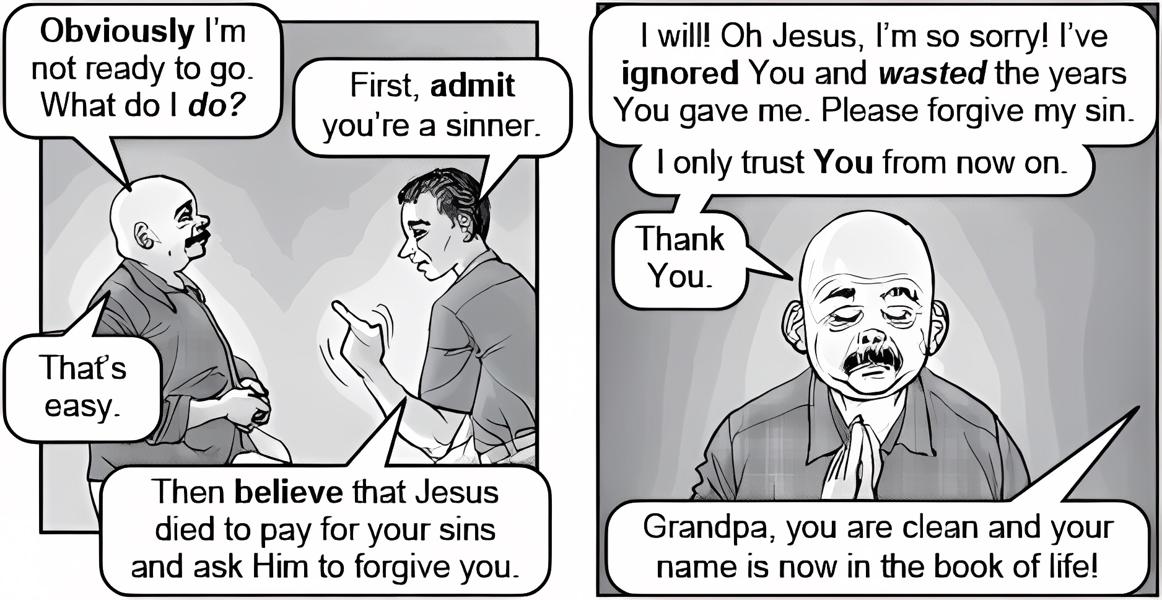 Obviously I'm
not ready to go.
What do I do?
First, admit
you're a sinner.
That's
easy.
Then believe that Jesus
died to pay for your sins
and ask Him to forgive you.
I will! Oh Jesus, I'm so sorry! I've
ignored You and wasted the years
You gave me. Please forgive my sin.
I only trust You from now on.
Thank
You.
Grandpa, you are clean and your
name is now in the book of life!